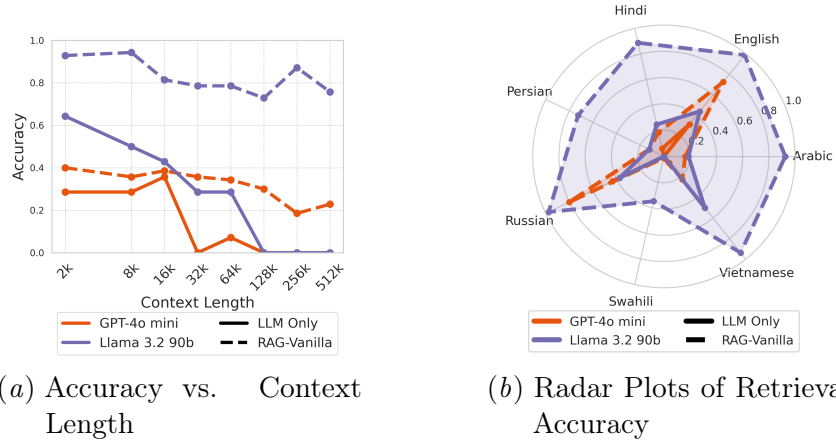 1.0
0.8
0.6
0.4
0.2
0.0
Accuracy
2k 8k 16k 32k 64k 128k 256k 512k
Context Length
GPT-4o mini LLM Only
Llama 3.2 90b RAG-Vanilla
(a) Accuracy vs. Context
Length
Hindi
English
Persian
1.0
0.8
0.6
0.4
0.2
Arabic
Russian
Vietnamese
Swahili
GPT-4o mini LLM Only
Llama 3.2 90b RAG-Vanilla
(b) Radar Plots of Retrieva
Accuracy